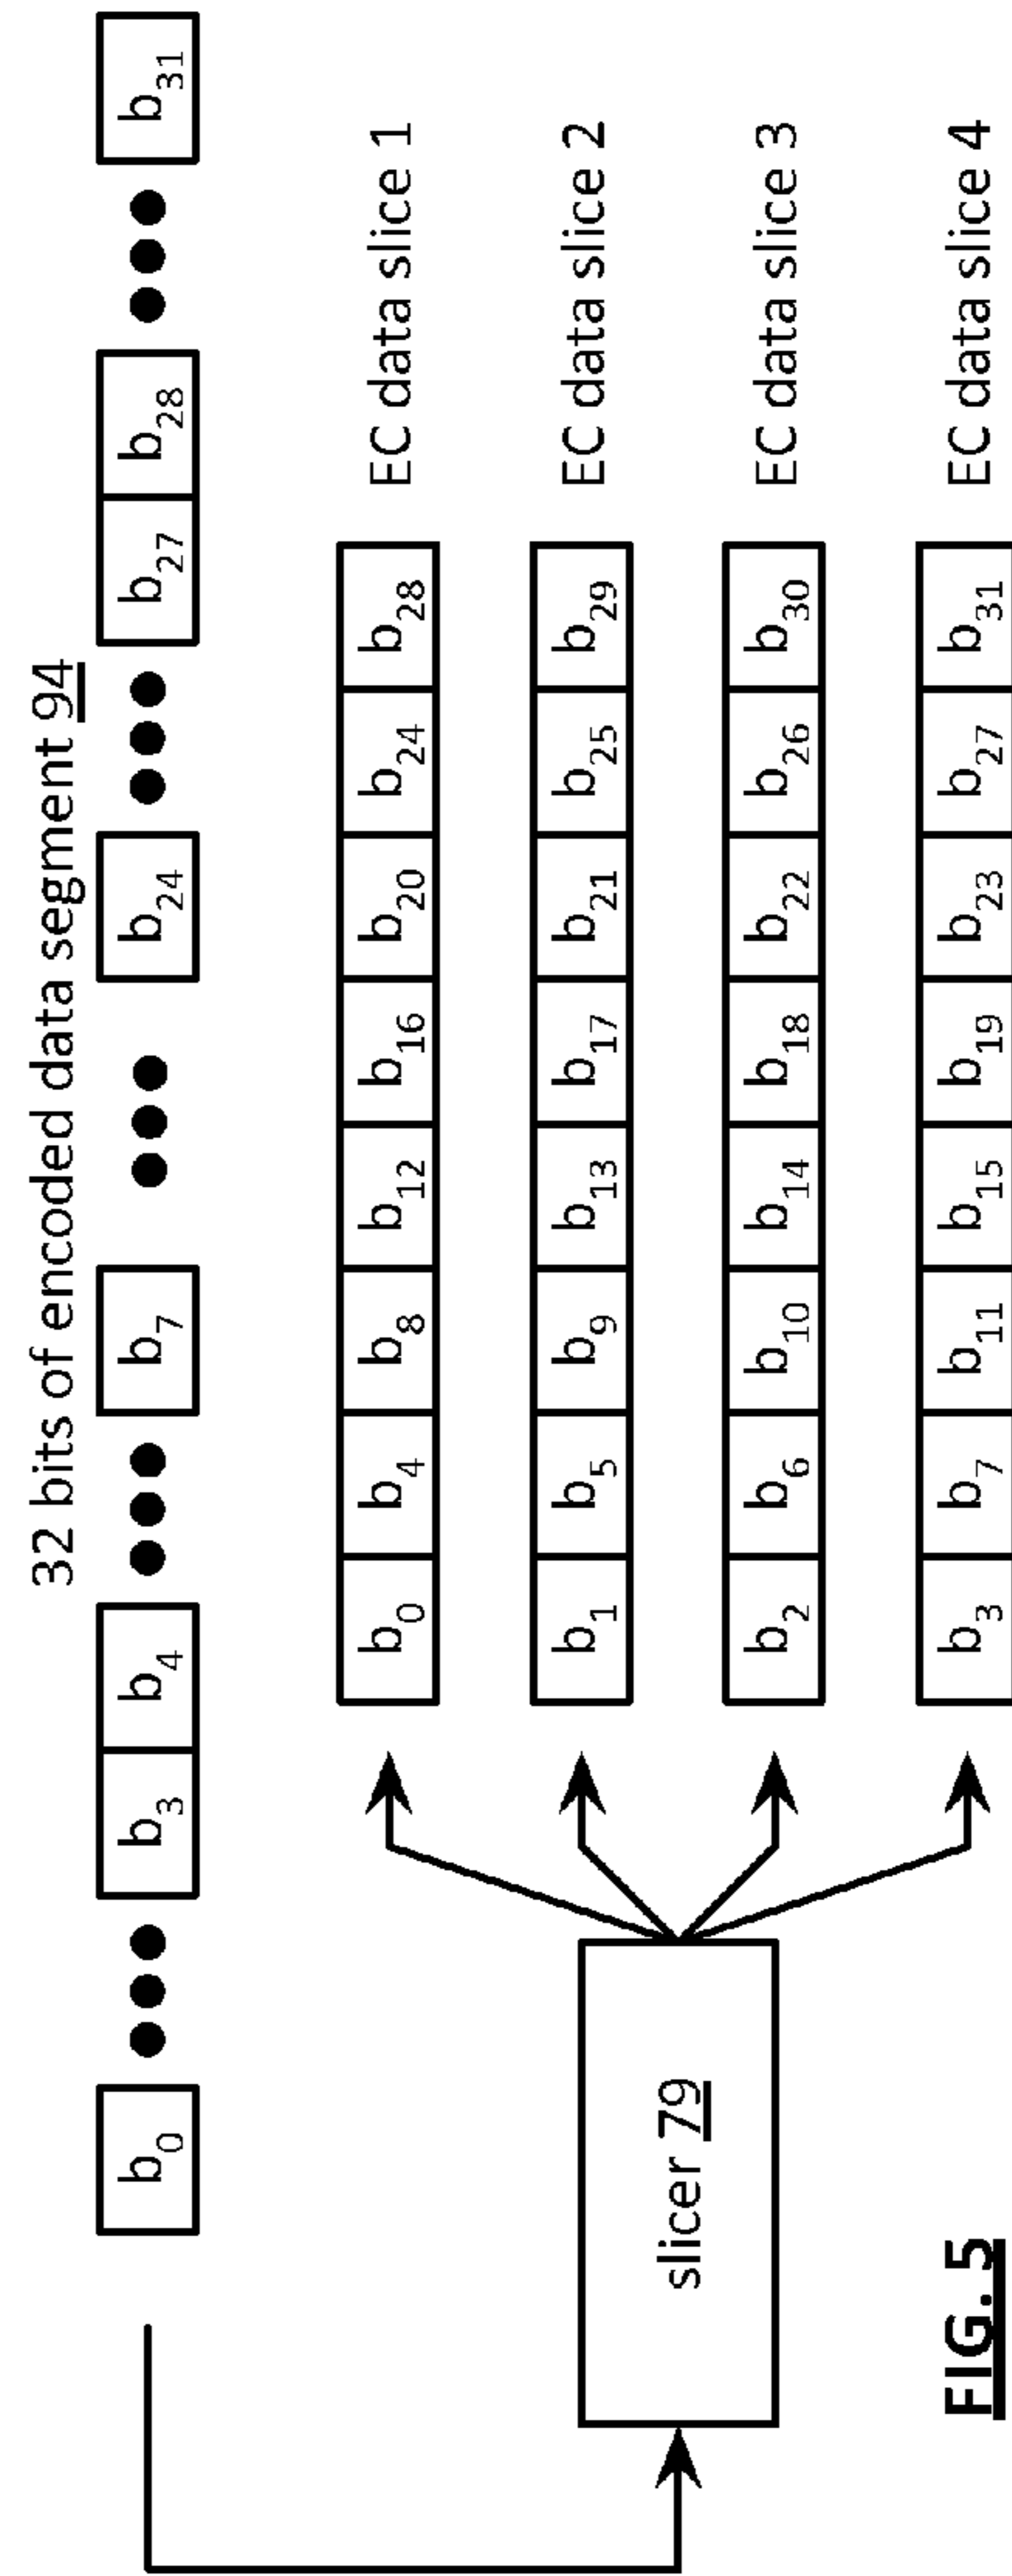 32 bits of encoded data segment 94
b0 ••• b3 b4 ••• b7 ••• b24 ••• b27 b28 ••• b31
b0 b4 b8 b12 b16 b20 b24 b28 EC data slice 1
b1 b5 b9 b13 b17 b21 b25 b29 EC data slice 2
slicer 79
b2 b6 b10 b14 b18 b22 b26 b30 EC data slice 3
b3 b7 b11 b15 b19 b23 b27 b31 EC data slice 4
FIG. 5